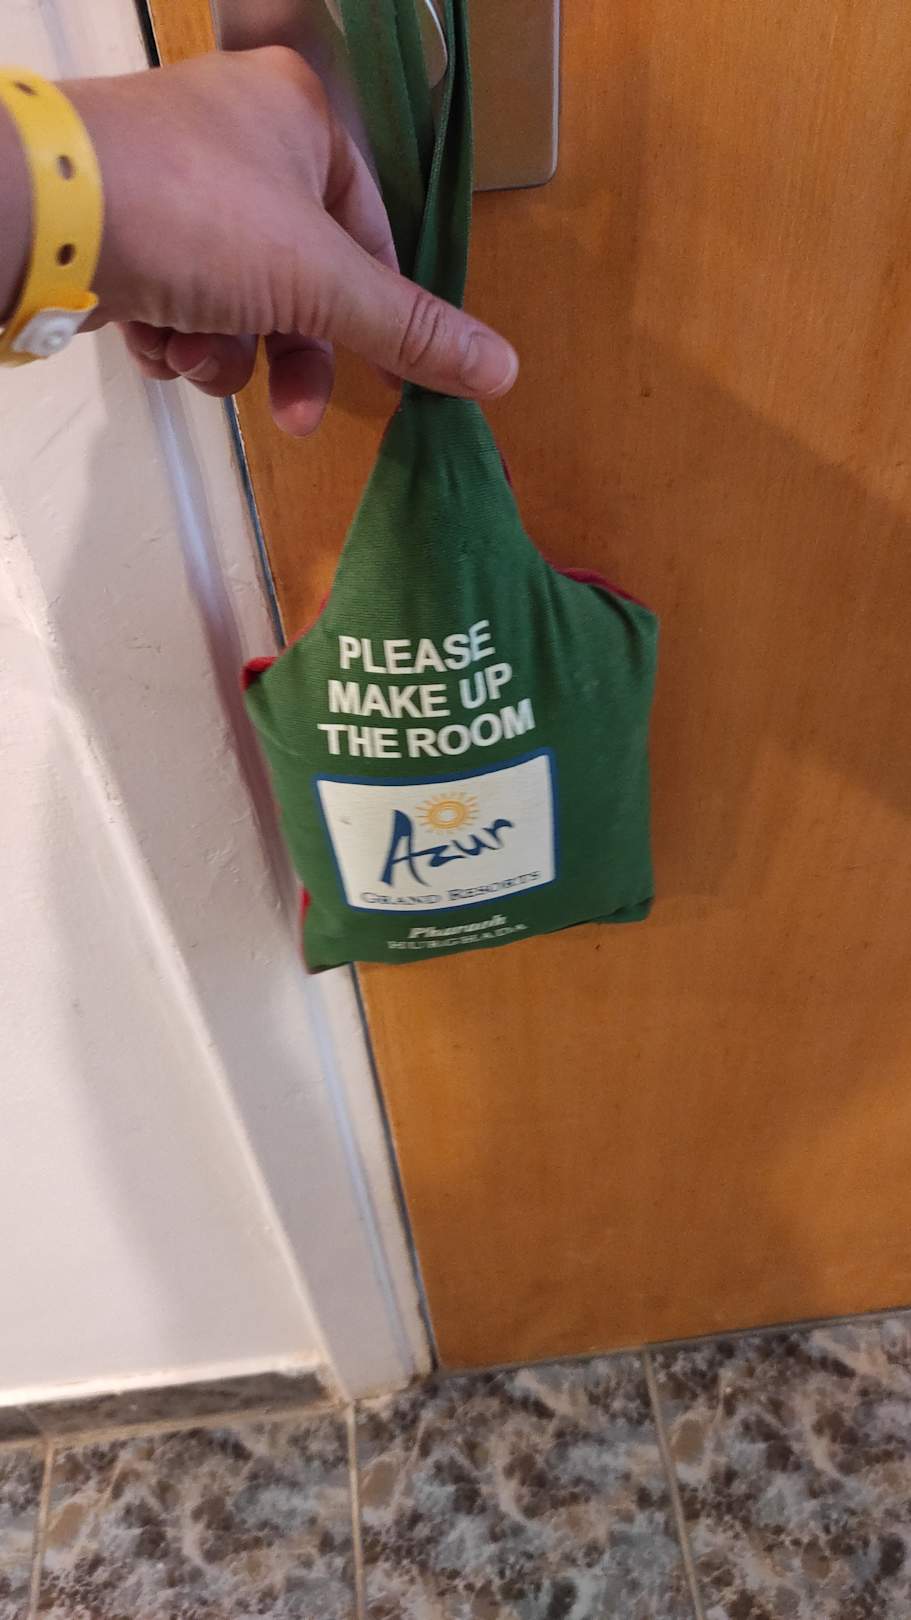 PLEASE
MAKE UP
THE ROOM
Azur
GRAND RESORTS
Pharaoh
HURGHADA